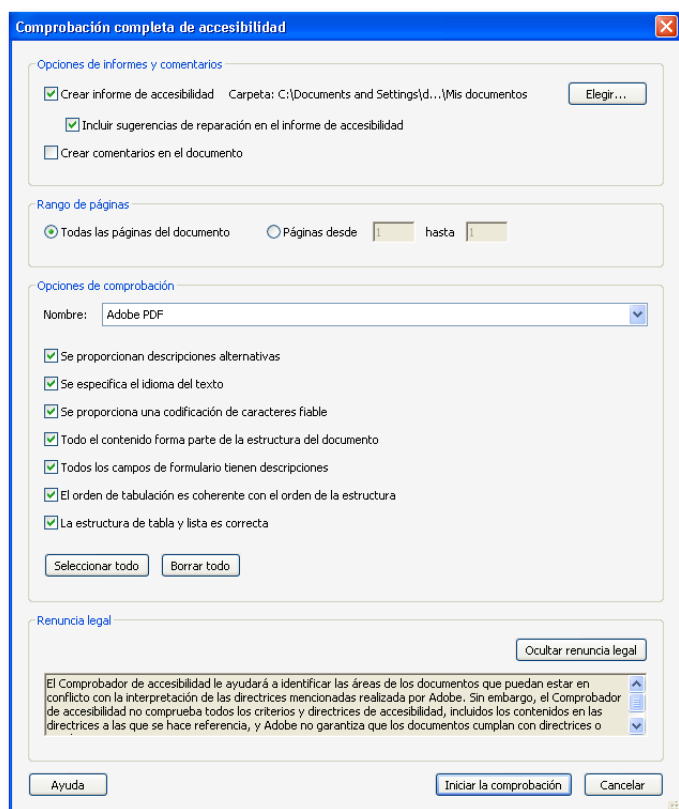 Comprobación completa de accesibilidad
Opciones de informes y comentarios
Crear informe de accesibilidad Carpeta: C:\Documents and Settings\d...\Mis documentos Elegir...
Incluir sugerencias de reparación en el informe de accesibilidad
Crear comentarios en el documento
Rango de páginas
Todas las páginas del documento Páginas desde 1 hasta 1
Opciones de comprobación
Nombre: Adobe PDF
Se proporcionan descripciones alternativas
Se especifica el idioma del texto
Se proporciona una codificación de caracteres fiable
Todo el contenido forma parte de la estructura del documento
Todos los campos de formulario tienen descripciones
El orden de tabulación es coherente con el orden de la estructura
La estructura de tabla y lista es correcta
Seleccionar todo Borrar todo
Renuncia legal
Ocultar renuncia legal
El Comprobador de accesibilidad le ayudará a identificar las áreas de los documentos que puedan estar en
conflicto con la interpretación de las directrices mencionadas realizada por Adobe. Sin embargo, el Comprobador
de accesibilidad no comprueba todos los criterios y directrices de accesibilidad, incluidos los contenidos en las
directrices a las que se hace referencia, y Adobe no garantiza que los documentos cumplan con directrices o
Ayuda Iniciar la comprobación Cancelar